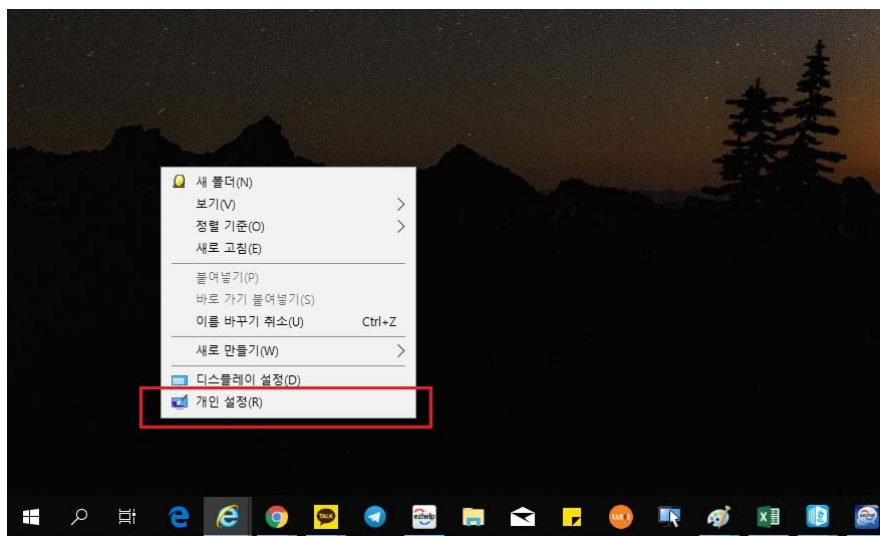 새 폴더(N)
보기(V)
정렬 기준(O)
새로 고침(E)
붙여넣기(P)
바로 가기 붙여넣기(S)
이름 바꾸기 취소(U) Ctrl+Z
새로 만들기(W)
디스플레이 설정(D)
개인 설정(R)
TALK
ezhelp